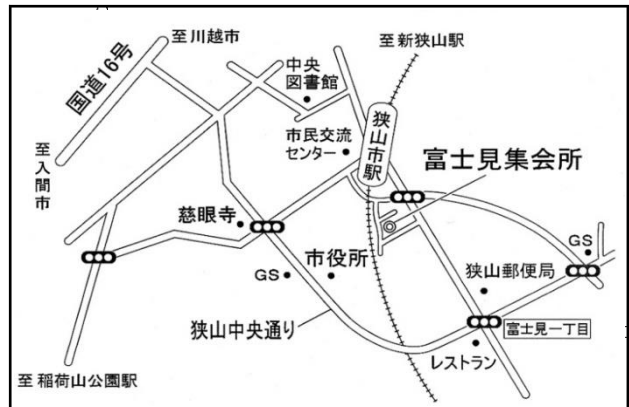 至川越市
国道16号
至新狭山駅
中央
図書館
狭山市駅
市民交流
センター
富士見集会所
至入間市
慈眼寺
GS
GS
市役所
狭山郵便局
狭山中央通り
富士見一丁目
レストラン
至 稲荷山公園駅